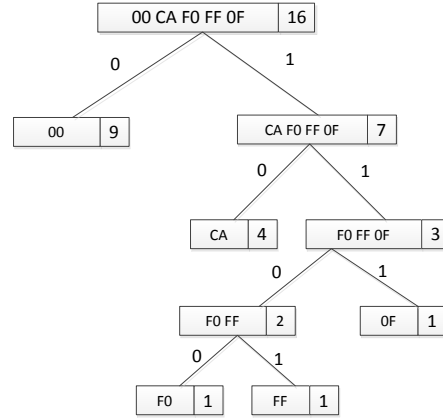 00 CA F0 FF 0F 16
0 1
00 9
CA F0 FF 0F 7
0 1
CA 4
F0 FF 0F 3
0 1
F0 FF 2
0F 1
0 1
F0 1
FF 1